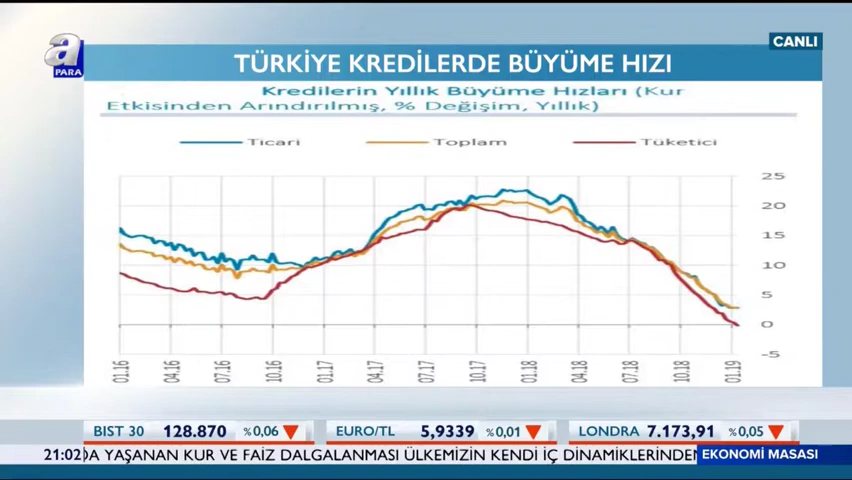 a
PARA
CANLI
TÜRKİYE KREDİLERDE BÜYÜME HIZI
Kredilerin Yıllık Büyüme Hızları (Kur
Etkisinden Arındırılmış, % Değişim, Yıllık)
Ticari Toplam Tüketici
25
20
15
10
5
0
-5
01.16 04.16 07.16 10.16 01.17 04.17 07.17 10.17 01.18 04.18 07.18 10.18 01.19
BIST 30 128.870 %0,06 EURO/TL 5,9339 %0,01 LONDRA 7.173,91 %0,05
21:02 DA YAŞANAN KUR VE FAİZ DALGALANMASI ÜLKEMİZİN KENDİ İÇ DİNAMİKLERİNDEN EKONOMİ MASASI